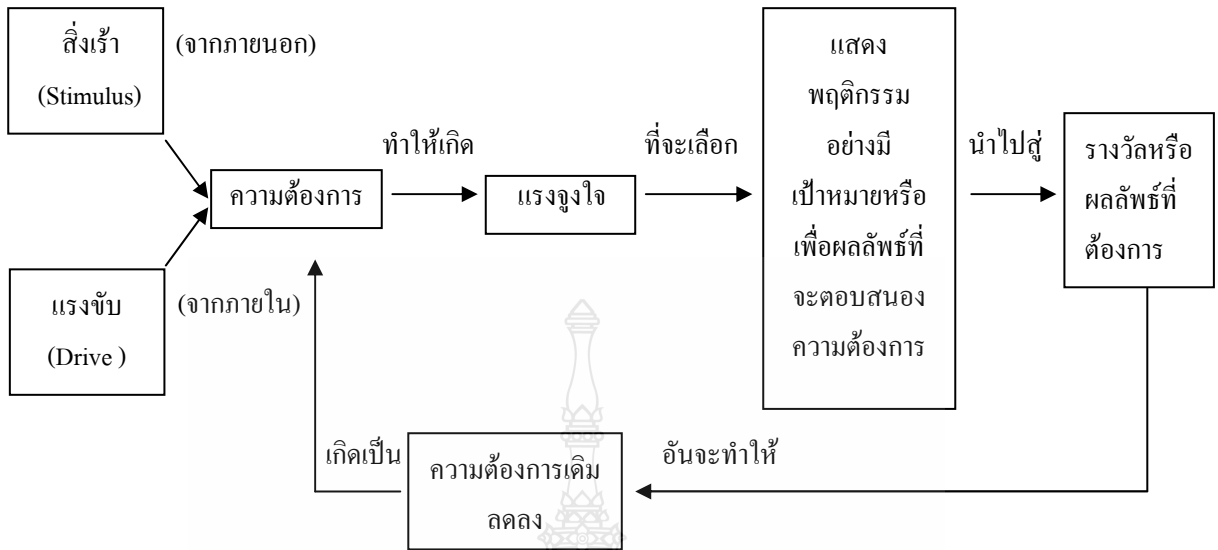 สิ่งเร้า
(Stimulus)
(จากภายนอก)
แรงขับ
(Drive )
(จากภายใน)
ความต้องการ
ทำให้เกิด
แรงจูงใจ
ที่จะเลือก
แสดง
พฤติกรรม
อย่างมี
เป้าหมายหรือ
เพื่อผลลัพธ์ที่
จะตอบสนอง
ความต้องการ
นำไปสู่
รางวัลหรือ
ผลลัพธ์ที่
ต้องการ
อันจะทำให้
ความต้องการเดิม
ลดลง
เกิดเป็น